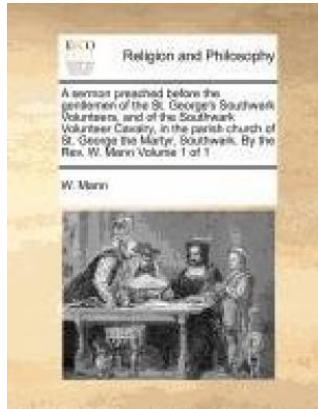 ECCO
Religion and Philosophy
A sermon preached before the
gentlemen of the St. George's Southwark
Volunteers, and of the Southwark
Volunteer Cavalry, in the parish church of
St. George the Martyr, Southwark. By the
Rev. W. Mann Volume 1 of 1
W. Mann